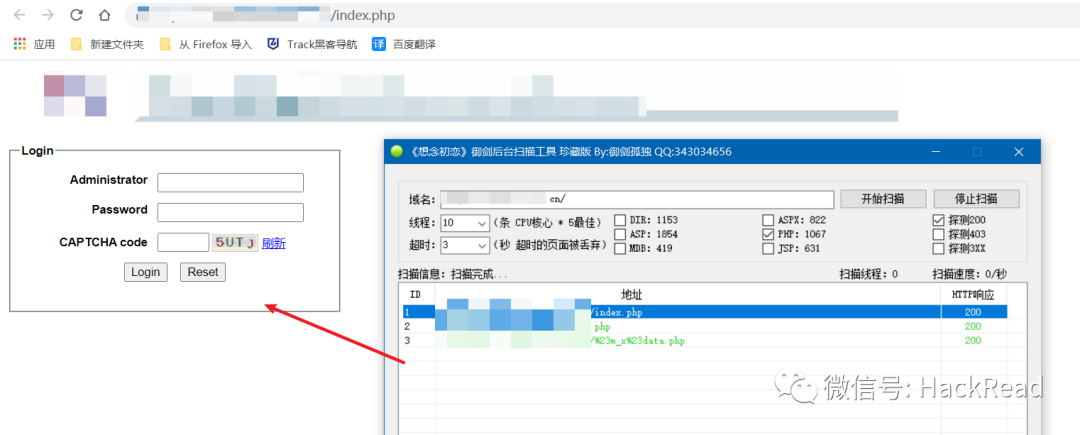 /index.php
应用 新建文件夹 从 Firefox 导入 Track黑客导航 译 百度翻译
《想念初恋》御剑后台扫描工具 珍藏版 By:御剑孤独 QQ:343034656
Login
域名: .cn/ 开始扫描 停止扫描
Administrator
线程: 10 (条 CPU核心 * 5最佳) DIR: 1153 ASPX: 822 探测200
Password
ASP: 1854 PHP: 1067 探测403
超时: 3 (秒 超时的页面被丢弃) MDB: 419 JSP: 631 探测3XX
CAPTCHA code 5UTJ 刷新
Login Reset
扫描信息: 扫描完成... 扫描线程: 0 扫描速度: 0/秒
ID 地址 HTTP响应
1 /index.php 200
2 php 200
3 /%23m_x%23data.php 200
微信号: HackRead